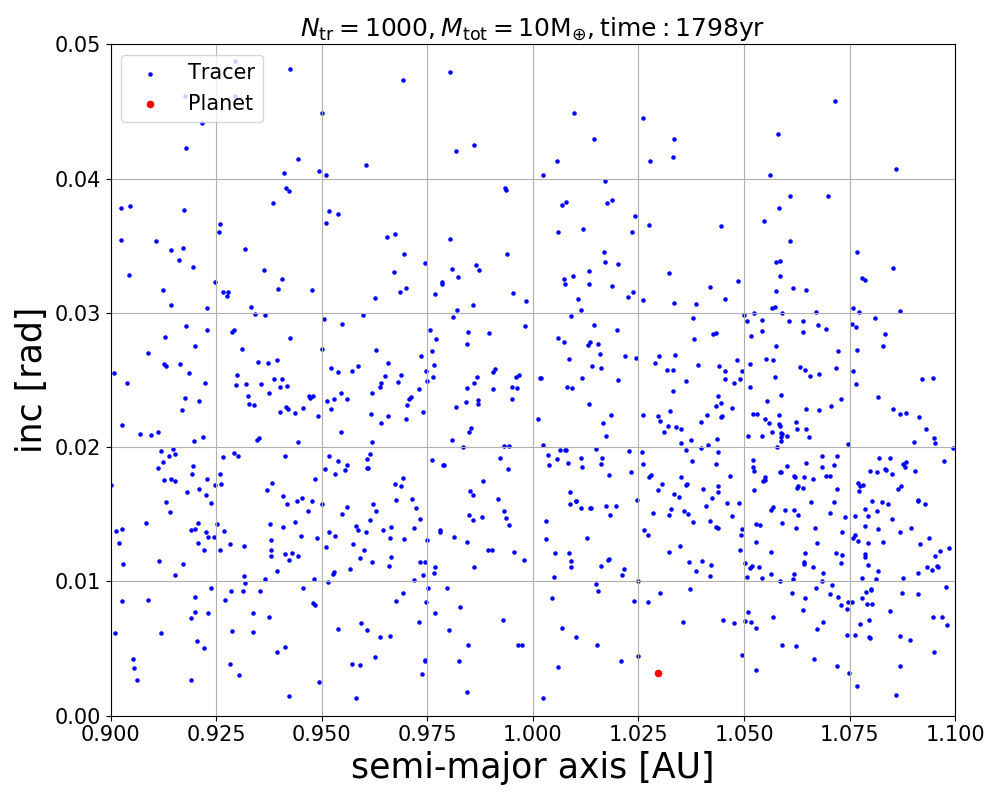 N_tr = 1000, M_tot = 10M_⊕, time : 1798yr
Tracer
Planet
0.05
0.04
0.03
0.02
0.01
0.00
inc [rad]
0.900 0.925 0.950 0.975 1.000 1.025 1.050 1.075 1.100
semi-major axis [AU]